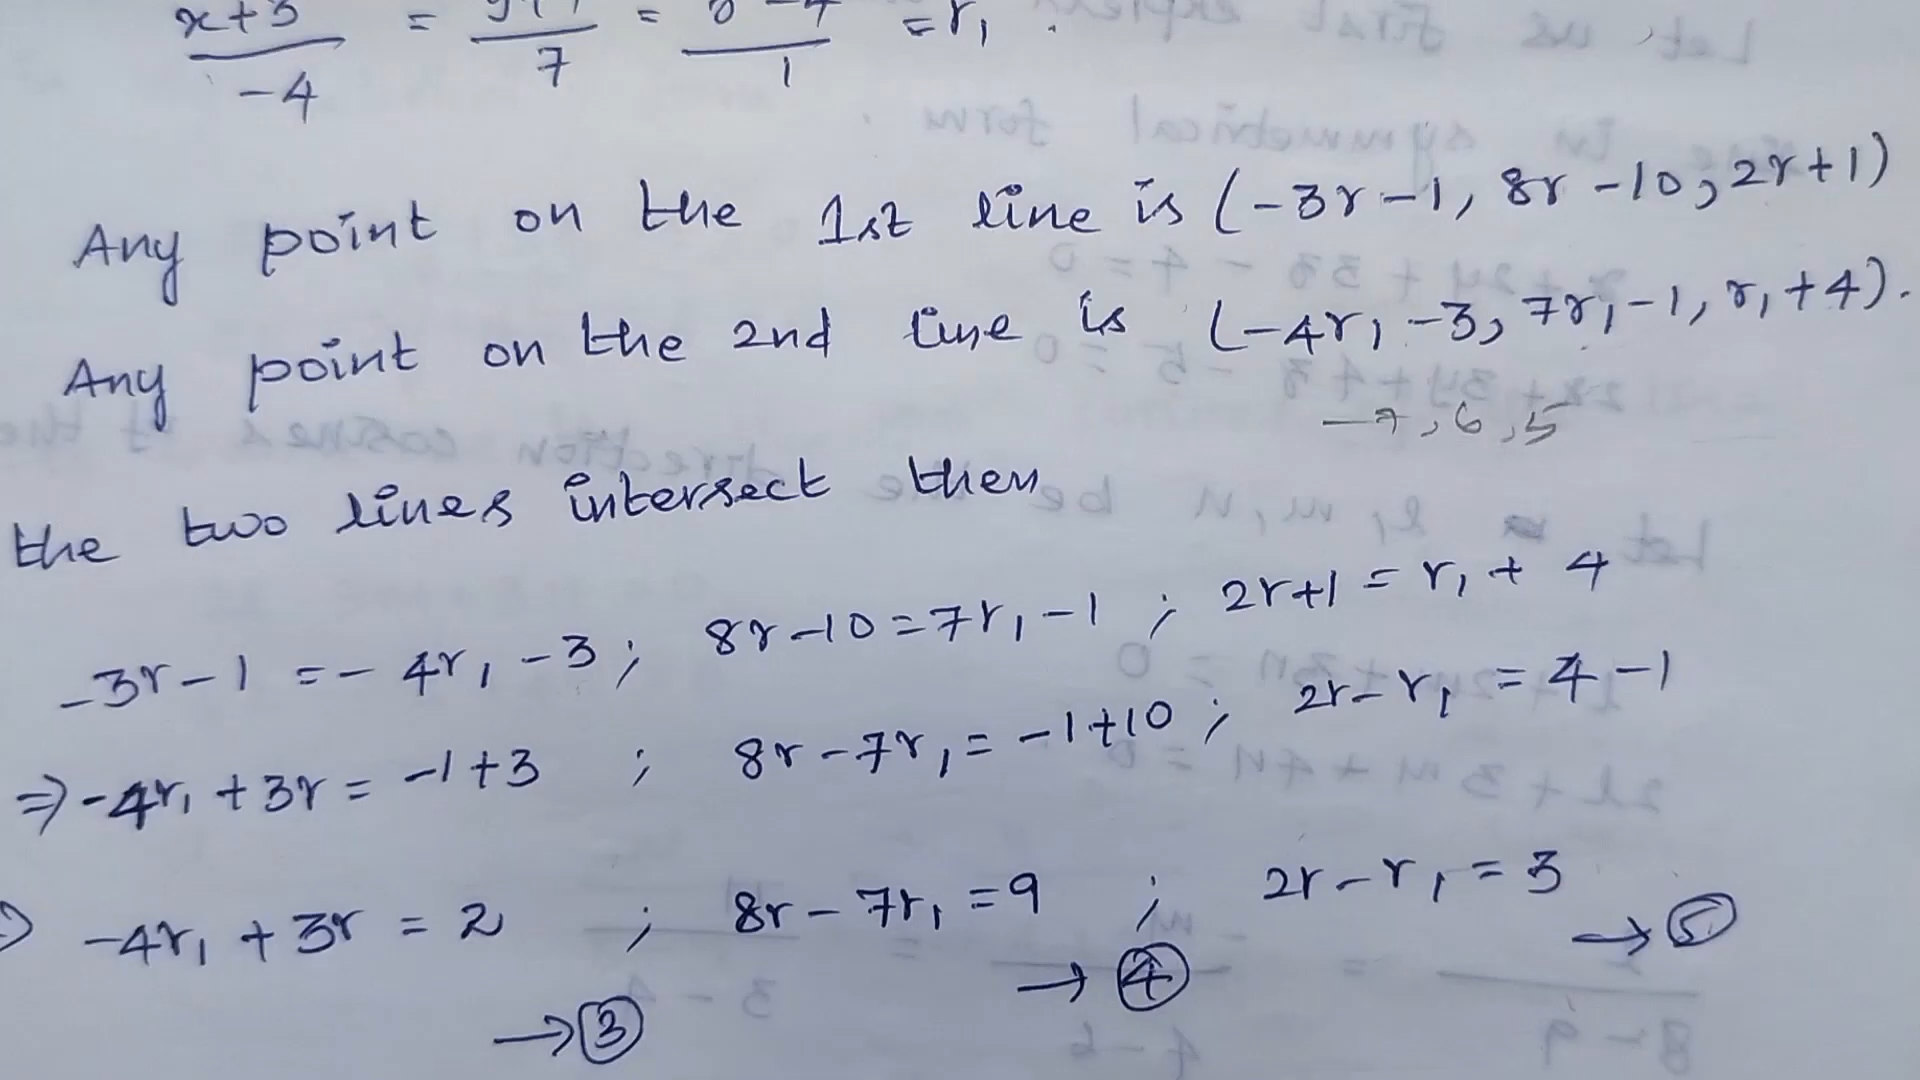 x+3/-4 = y+1/7 = z-4/1 = r₁
Any point on the 1st line is (-3r-1, 8r-10, 2r+1)
Any point on the 2nd line is (-4r₁-3, 7r₁-1, r₁+4).
-7, 6, 5
the two lines intersect then
-3r-1 = -4r₁-3; 8r-10=7r₁-1; 2r+1 = r₁+4
⇒ -4r₁+3r = -1+3; 8r-7r₁ = -1+10; 2r-r₁ = 4-1
⇒ -4r₁+3r = 2; 8r-7r₁ = 9; 2r-r₁ = 3
→③ →④ →⑤